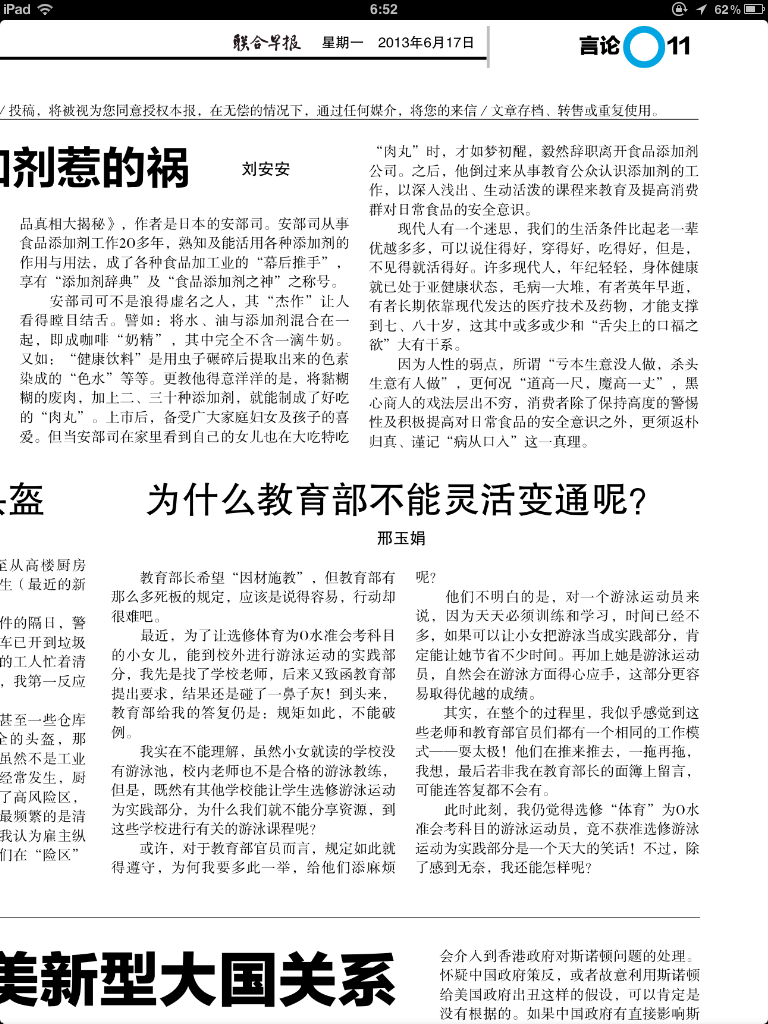 iPad
6:52
62%
联合早报 星期一 2013年6月17日
言论 11
/投稿，将被视为您同意授权本报，在无偿的情况下，通过任何媒介，将您的来信/文章存档、转售或重复使用。
加剂惹的祸 刘安安
品真相大揭秘》，作者是日本的安部司。安部司从事
食品添加剂工作20多年，熟知及能活用各种添加剂的
作用与用法，成了各种食品加工业的“幕后推手”，
享有“添加剂辞典”及“食品添加剂之神”之称号。
安部司可不是浪得虚名之人，其“杰作”让人
看得瞠目结舌。譬如：将水、油与添加剂混合在一
起，即成咖啡“奶精”，其中完全不含一滴牛奶。
又如：“健康饮料”是用虫子碾碎后提取出来的色素
染成的“色水”等等。更教他得意洋洋的是，将黏糊
糊的废肉，加上二、三十种添加剂，就能制成了好吃
的“肉丸”。上市后，备受广大家庭妇女及孩子的喜
爱。但当安部司在家里看到自己的女儿也在大吃特吃
“肉丸”时，才如梦初醒，毅然辞职离开食品添加剂
公司。之后，他倒过来从事教育公众认识添加剂的工
作，以深入浅出、生动活泼的课程来教育及提高消费
群对日常食品的安全意识。
现代人有一个迷思，我们的生活条件比起老一辈
优越多多，可以说住得好，穿得好，吃得好，但是，
不见得就活得好。许多现代人，年纪轻轻，身体健康
就已处于亚健康状态，毛病一大堆，有者英年早逝，
有者长期依靠现代发达的医疗技术及药物，才能支撑
到七、八十岁，这其中或多或少和“舌尖上的口福之
欲”大有干系。
因为人性的弱点，所谓“亏本生意没人做，杀头
生意有人做”，更何况“道高一尺，魔高一丈”，黑
心商人的戏法层出不穷，消费者除了保持高度的警惕
性及积极提高对日常食品的安全意识之外，更须返朴
归真、谨记“病从口入”这一真理。
头盔
至从高楼厨房
生（最近的新
件的隔日，警
车已开到垃圾
的工人忙着清
，我第一反应
甚至一些仓库
全的头盔，那
虽然不是工业
经常发生，厨
了高风险区，
最频繁的是清
我认为雇主纵
们在“险区”
为什么教育部不能灵活变通呢？
邢玉娟
教育部长希望“因材施教”，但教育部有
那么多死板的规定，应该是说得容易，行动却
很难吧。
最近，为了让选修体育为O水准会考科目
的小女儿，能到校外进行游泳运动的实践部
分，我先是找了学校老师，后来又致函教育部
提出要求，结果还是碰了一鼻子灰！到头来，
教育部给我的答复仍是：规矩如此，不能破
例。
我实在不能理解，虽然小女就读的学校没
有游泳池，校内老师也不是合格的游泳教练，
但是，既然有其他学校能让学生选修游泳运动
为实践部分，为什么我们就不能分享资源，到
这些学校进行有关的游泳课程呢？
或许，对于教育部官员而言，规定如此就
得遵守，为何我要多此一举，给他们添麻烦
呢？
他们不明白的是，对一个游泳运动员来
说，因为天天必须训练和学习，时间已经不
多，如果可以让小女把游泳当成实践部分，肯
定能让她节省不少时间。再加上她是游泳运动
员，自然会在游泳方面得心应手，这部分更容
易取得优越的成绩。
其实，在整个的过程里，我似乎感觉到这
些老师和教育部官员们都有一个相同的工作模
式——耍太极！他们在推来推去，一拖再拖，
我想，最后若非我在教育部长的面簿上留言，
可能连答复都不会有。
此时此刻，我仍觉得选修“体育”为O水
准会考科目的游泳运动员，竟不获准选修游泳
运动为实践部分是一个天大的笑话！不过，除
了感到无奈，我还能怎样呢？
美新型大国关系
会介入到香港政府对斯诺顿问题的处理。
怀疑中国政府策反，或者故意利用斯诺顿
给美国政府出丑这样的假设，可以肯定是
没有根据的。如果中国政府有直接影响斯